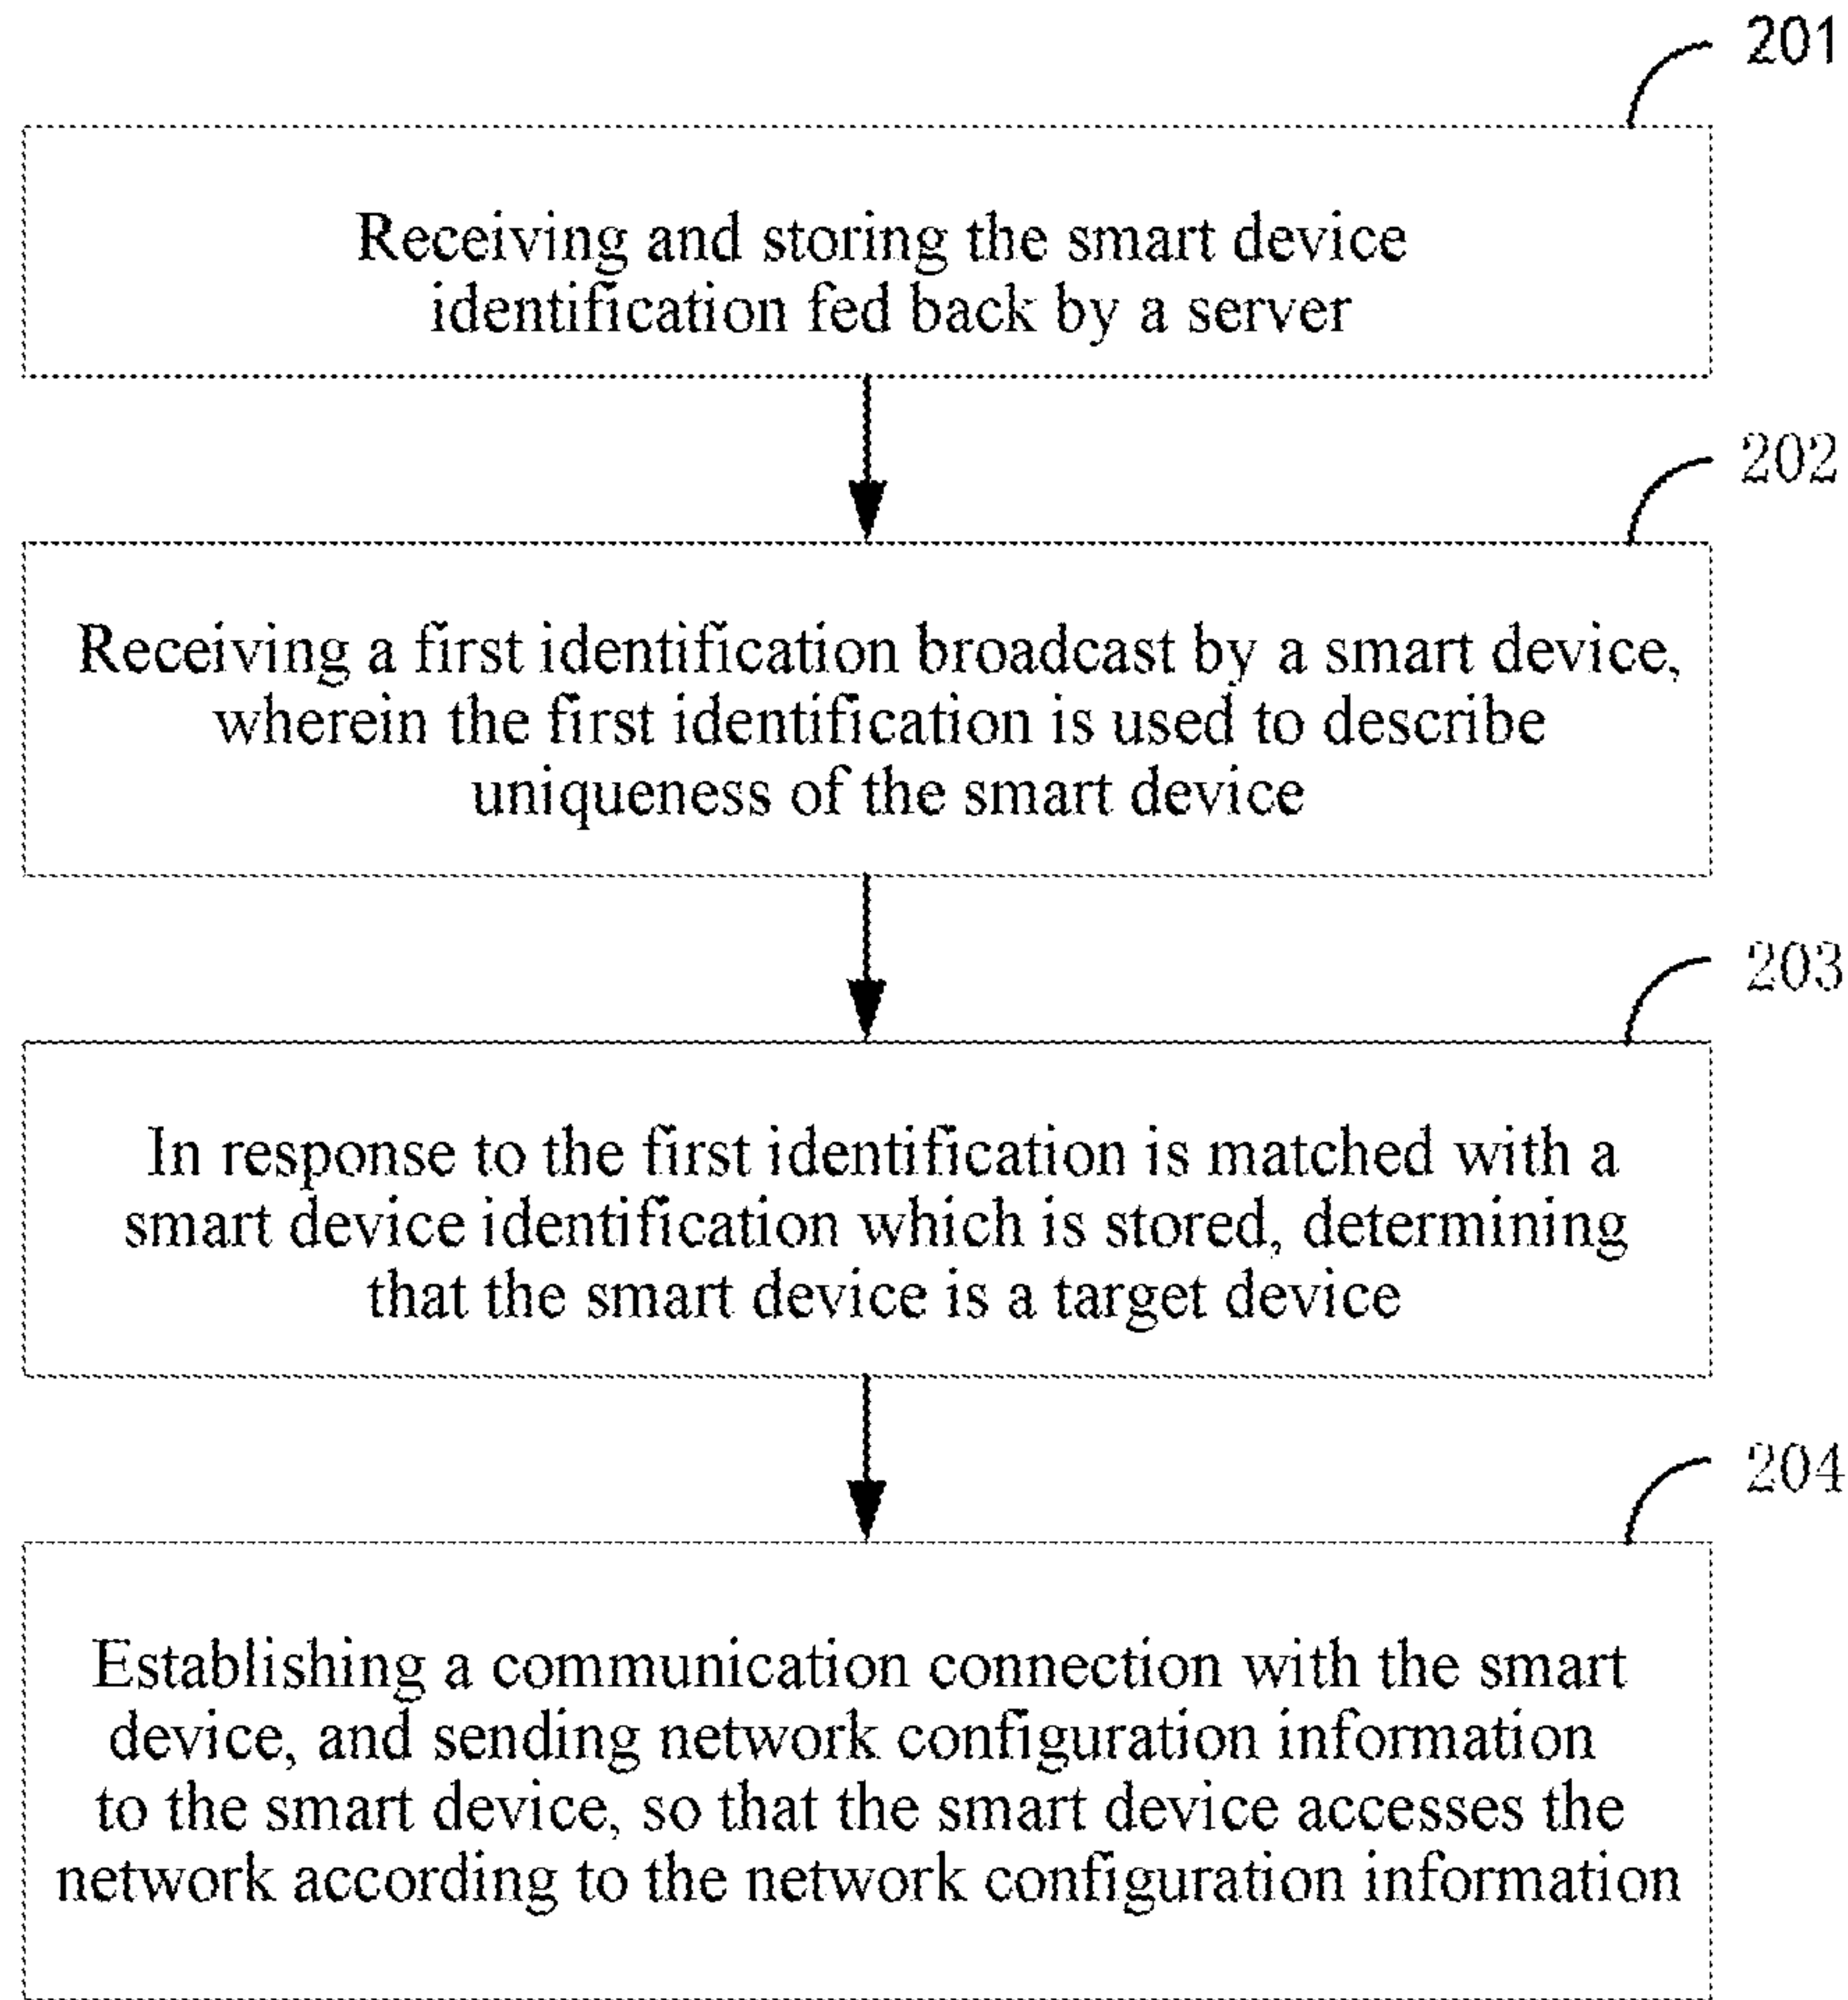 201
Receiving and storing the smart device
identification fed back by a server
202
Receiving a first identification broadcast by a smart device,
wherein the first identification is used to describe
uniqueness of the smart device
203
In response to the first identification is matched with a
smart device identification which is stored, determining
that the smart device is a target device
204
Establishing a communication connection with the smart
device, and sending network configuration information
to the smart device, so that the smart device accesses the
network according to the network configuration information